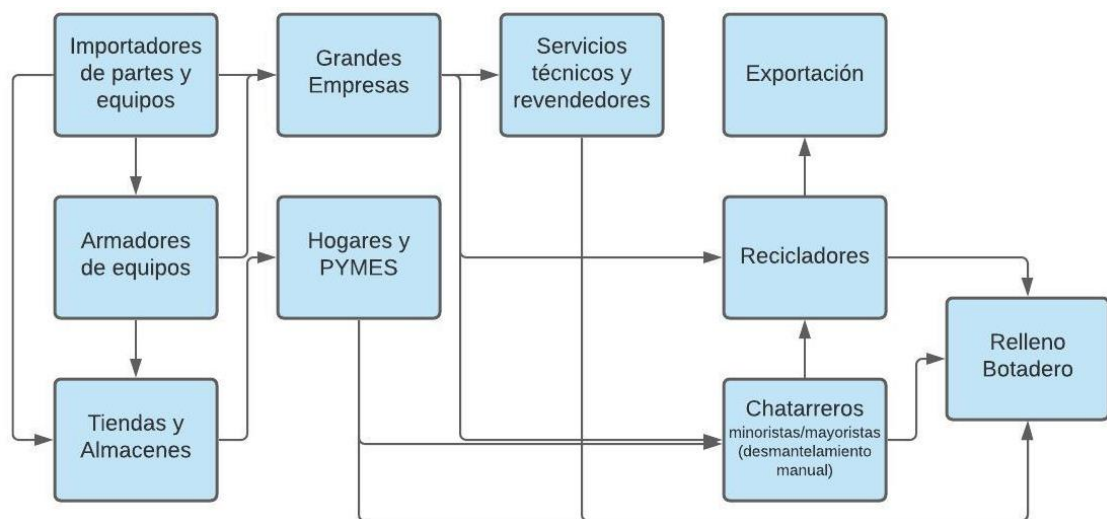 Importadores
de partes y
equipos
Grandes
Empresas
Servicios
técnicos y
revendedores
Exportación
Armadores
de equipos
Hogares y
PYMES
Recicladores
Relleno
Botadero
Tiendas y
Almacenes
Chatarreros
minoristas/mayoristas
(desmantelamiento
manual)